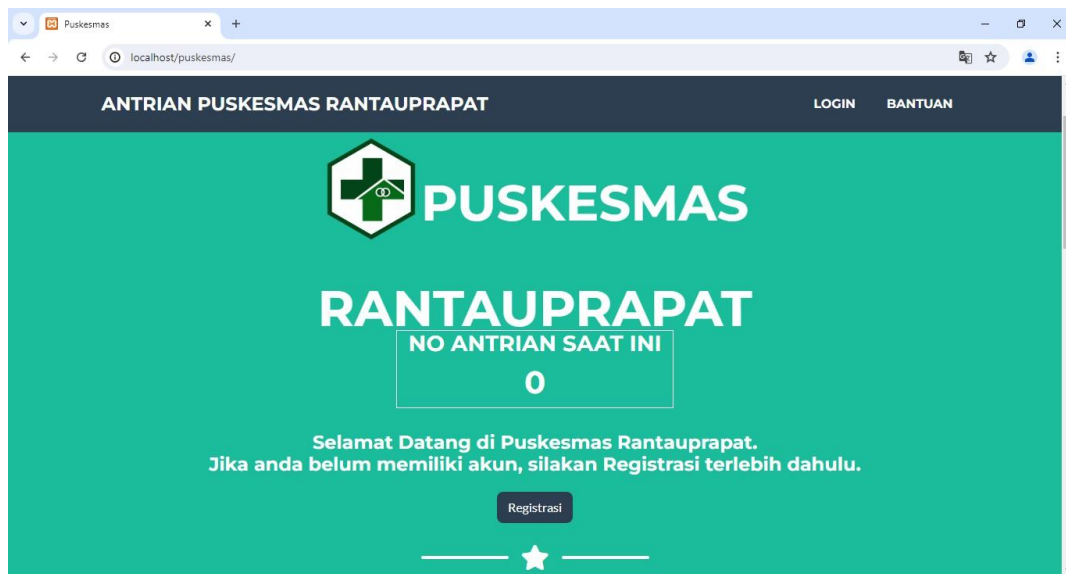 Puskesmas
localhost/puskesmas/
ANTRIAN PUSKESMAS RANTAUPRAPAT
LOGIN
BANTUAN
PUSKESMAS
RANTAUPRAPAT
NO ANTRIAN SAAT INI
0
Selamat Datang di Puskesmas Rantauprapat.
Jika anda belum memiliki akun, silakan Registrasi terlebih dahulu.
Registrasi